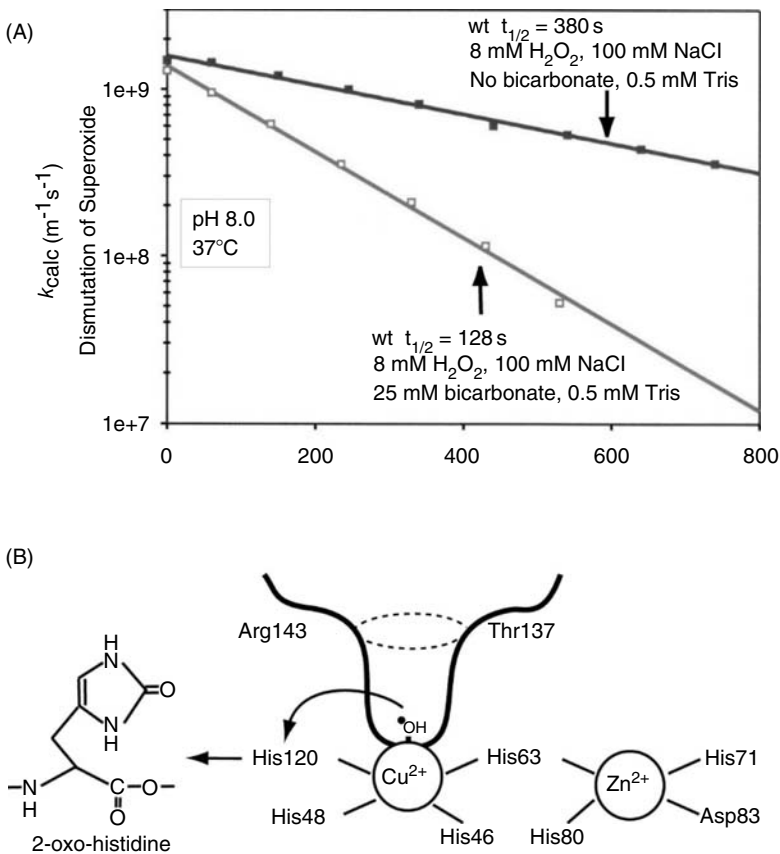 (A)
wt t1/2 = 380 s
8 mM H2O2, 100 mM NaCl
No bicarbonate, 0.5 mM Tris
1e+9
kcalc (m-1s-1)
Dismutation of Superoxide
pH 8.0
37°C
1e+8
wt t1/2 = 128 s
8 mM H2O2, 100 mM NaCl
25 mM bicarbonate, 0.5 mM Tris
1e+7
0 200 400 600 800
(B)
Arg143 Thr137
H
N
O
N
H
•OH
His120 His63 His71
Cu2+ Zn2+
N
H
C–O–
O
His48 His46 His80 Asp83
2-oxo-histidine